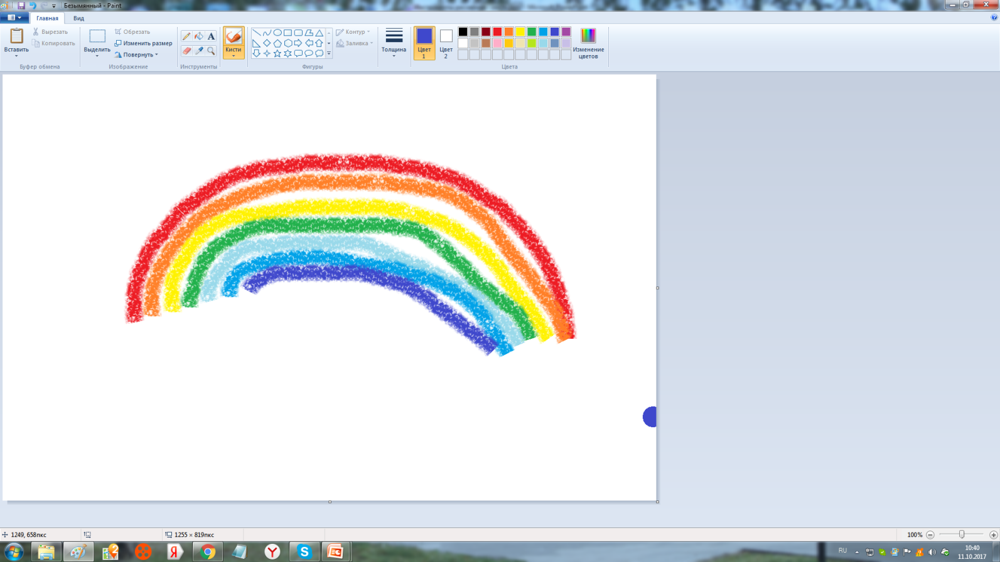 Безымянный - Paint
Главная Вид
Вставить
Вырезать
Копировать
Буфер обмена
Выделить
Обрезать
Изменить размер
Повернуть
Изображение
A
Инструменты
Кисти
Контур
Заливка
Фигуры
Толщина
Цвет 1
Цвет 2
Изменение цветов
Цвета
1249, 658пкс
1255 × 819пкс
100%
2
Я
Y
S
RU
10:40
11.10.2017